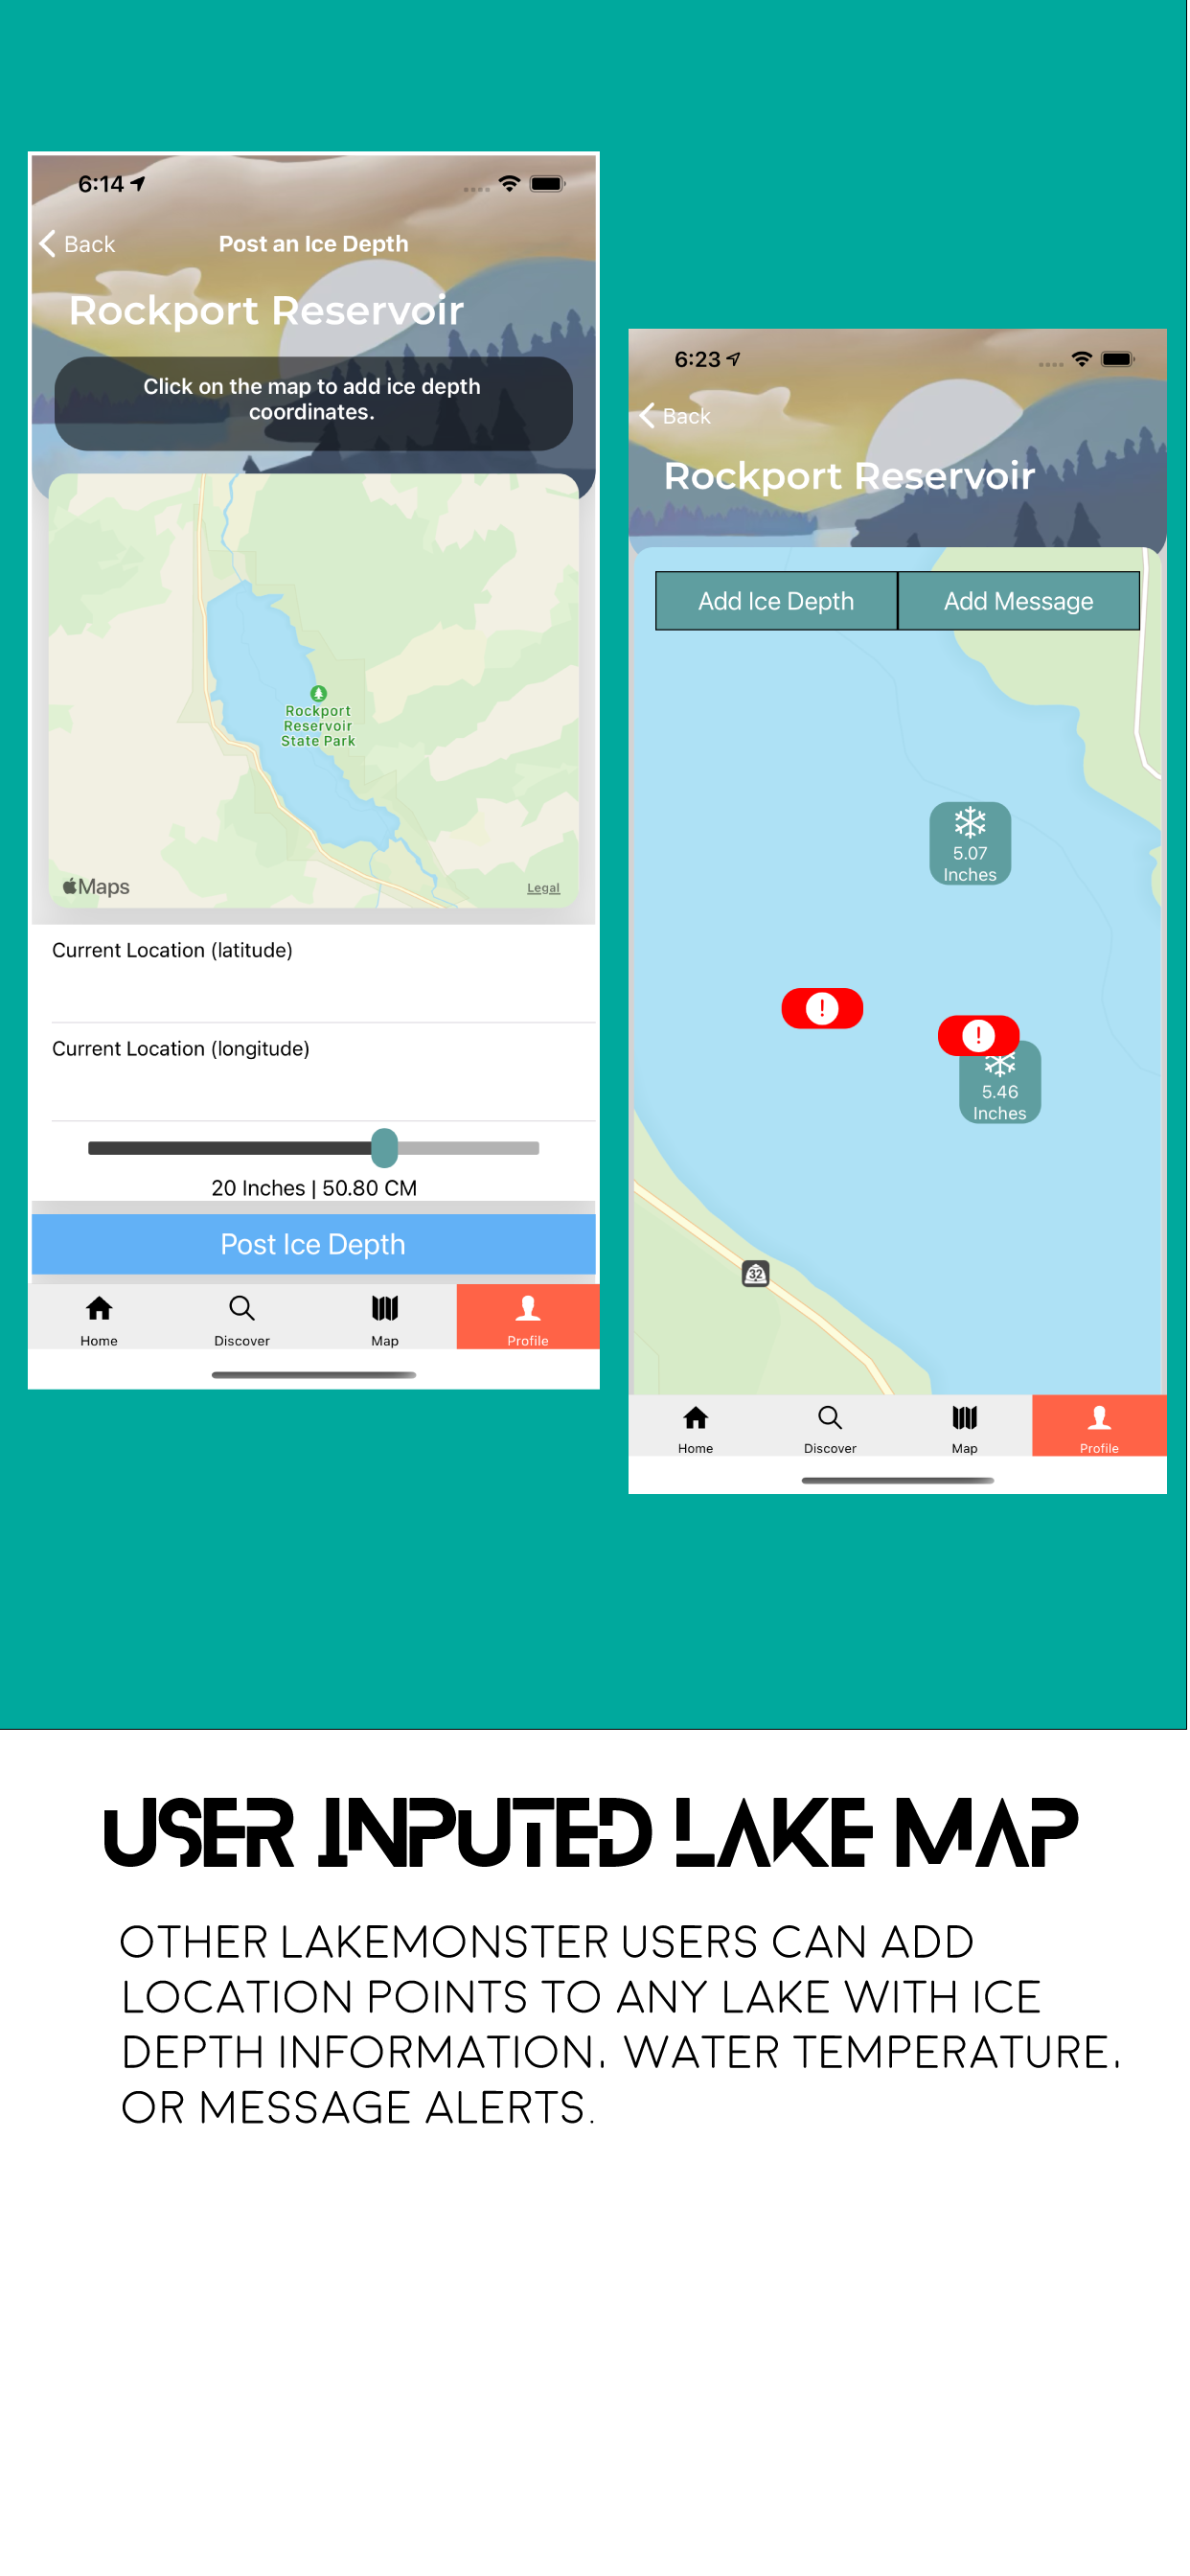 6:14
Back
Post an Ice Depth
Rockport Reservoir
Click on the map to add ice depth
coordinates.
Rockport
Reservoir
State Park
Maps
Legal
Current Location (latitude)
Current Location (longitude)
20 Inches | 50.80 CM
Post Ice Depth
Home
Discover
Map
Profile
6:23
Back
Rockport Reservoir
Add Ice Depth
Add Message
5.07
Inches
!
!
5.46
Inches
32
Home
Discover
Map
Profile
USER INPUTED LAKE MAP
OTHER LAKEMONSTER USERS CAN ADD
LOCATION POINTS TO ANY LAKE WITH ICE
DEPTH INFORMATION, WATER TEMPERATURE,
OR MESSAGE ALERTS.